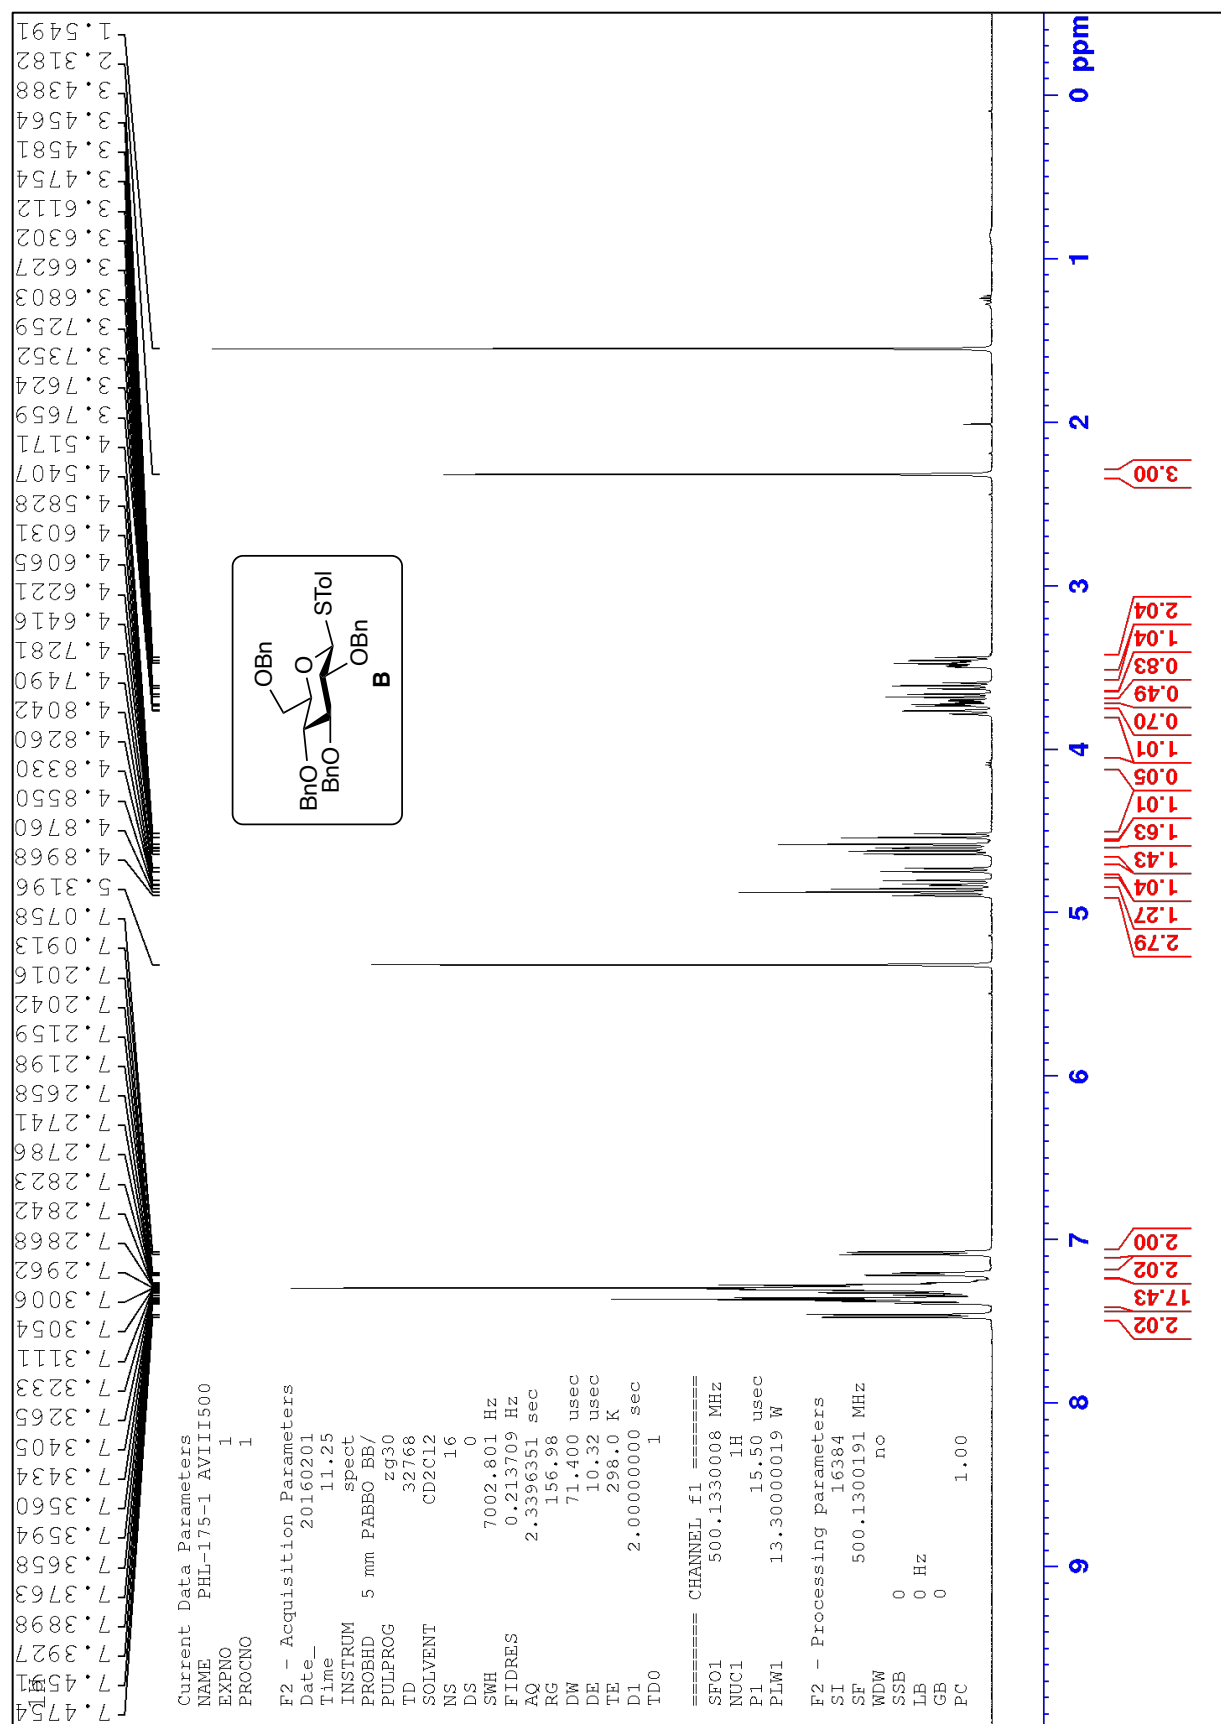 1H
7.4754
7.4591
7.3927
7.3898
7.3763
7.3658
7.3594
7.3560
7.3434
7.3405
7.3265
7.3233
7.3111
7.3054
7.3006
7.2962
7.2868
7.2842
7.2823
7.2786
7.2741
7.2658
7.2198
7.2159
7.2042
7.2016
7.0913
7.0758
5.3196
4.8968
4.8760
4.8550
4.8330
4.8260
4.8042
4.7490
4.7281
4.6416
4.6221
4.6065
4.6031
4.5828
4.5407
4.5171
3.7659
3.7624
3.7352
3.7259
3.6803
3.6627
3.6302
3.6112
3.4754
3.4581
3.4564
3.4388
2.3182
1.5491
Current Data Parameters
NAME PHL-175-1 AVIII500
EXPNO 1
PROCNO 1
F2 - Acquisition Parameters
Date_ 20160201
Time 11.25
INSTRUM spect
PROBHD 5 mm PABBO BB/
PULPROG zg30
TD 32768
SOLVENT CD2Cl2
NS 16
DS 0
SWH 7002.801 Hz
FIDRES 0.213709 Hz
AQ 2.3396351 sec
RG 156.98
DW 71.400 usec
DE 10.32 usec
TE 298.0 K
D1 2.00000000 sec
TD0 1
======== CHANNEL f1 ========
SFO1 500.1330008 MHz
NUC1 1H
P1 15.50 usec
PLW1 13.30000019 W
F2 - Processing parameters
SI 16384
SF 500.1300191 MHz
WDW no
SSB 0
LB 0 Hz
GB 0
PC 1.00
OBn
O
BnO
BnO
STol
OBn
B
9 8 7 6 5 4 3 2 1 0 ppm
2.02
17.43
2.02
2.00
2.79
1.27
1.04
1.43
1.63
1.01
0.05
1.01
0.70
0.49
0.83
1.04
2.04
3.00